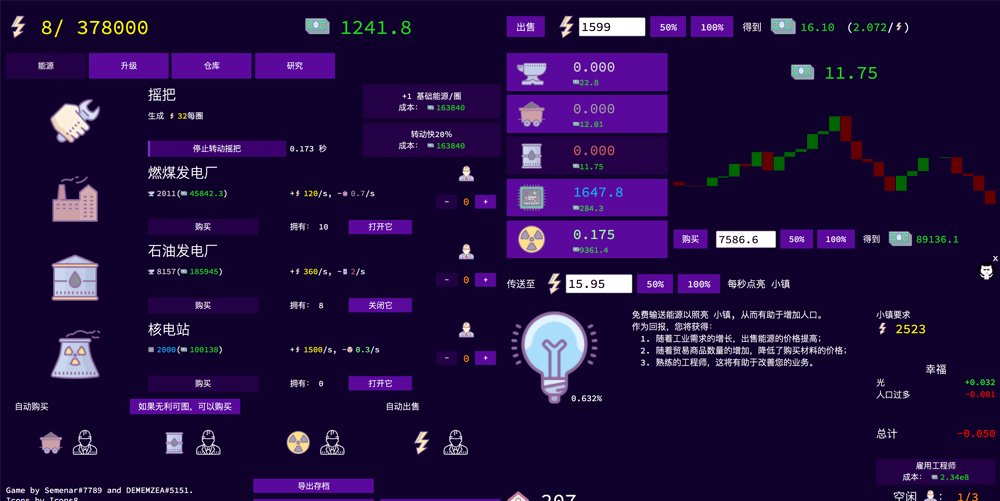 8/ 378000
1241.8
能源
升级
仓库
研究
摇把
生成 32每圈
停止转动摇把
0.173 秒
+1 基础能源/圈
成本: 163840
转动快20%
成本: 163840
燃煤发电厂
2011(45842.3)
+120/s, -0.7/s
- 0 +
购买
拥有: 10
打开它
石油发电厂
8157(185945)
+360/s, -2/s
- 0 +
购买
拥有: 8
关闭它
核电站
2000(100138)
+1500/s, -0.3/s
- 0 +
购买
拥有: 0
打开它
自动购买
如果无利可图, 可以购买
自动出售
Game by Semenar#7789 and DEMEMZEA#5151.
Icons by Icons8
导出存档
出售
1599
50%
100%
得到
16.10 (2.072/)
0.000
22.8
0.000
12.01
0.000
11.75
1647.8
284.3
0.175
9361.4
11.75
购买
7586.6
50%
100%
得到
89136.1
x
传送至
15.95
50%
100%
每秒点亮 小镇
0.632%
免费输送能源以照亮 小镇, 从而有助于增加人口。
作为回报, 您将获得:
1. 随着工业需求的增长, 出售能源的价格提高;
2. 随着贸易商品数量的增加, 降低了购买材料的价格;
3. 熟练的工程师, 这将有助于改善您的业务。
小镇要求
2523
幸福
光 +0.032
人口过多 -0.081
总计 -0.050
雇用工程师
成本: 2.34e8
空闲 : 1/3
207